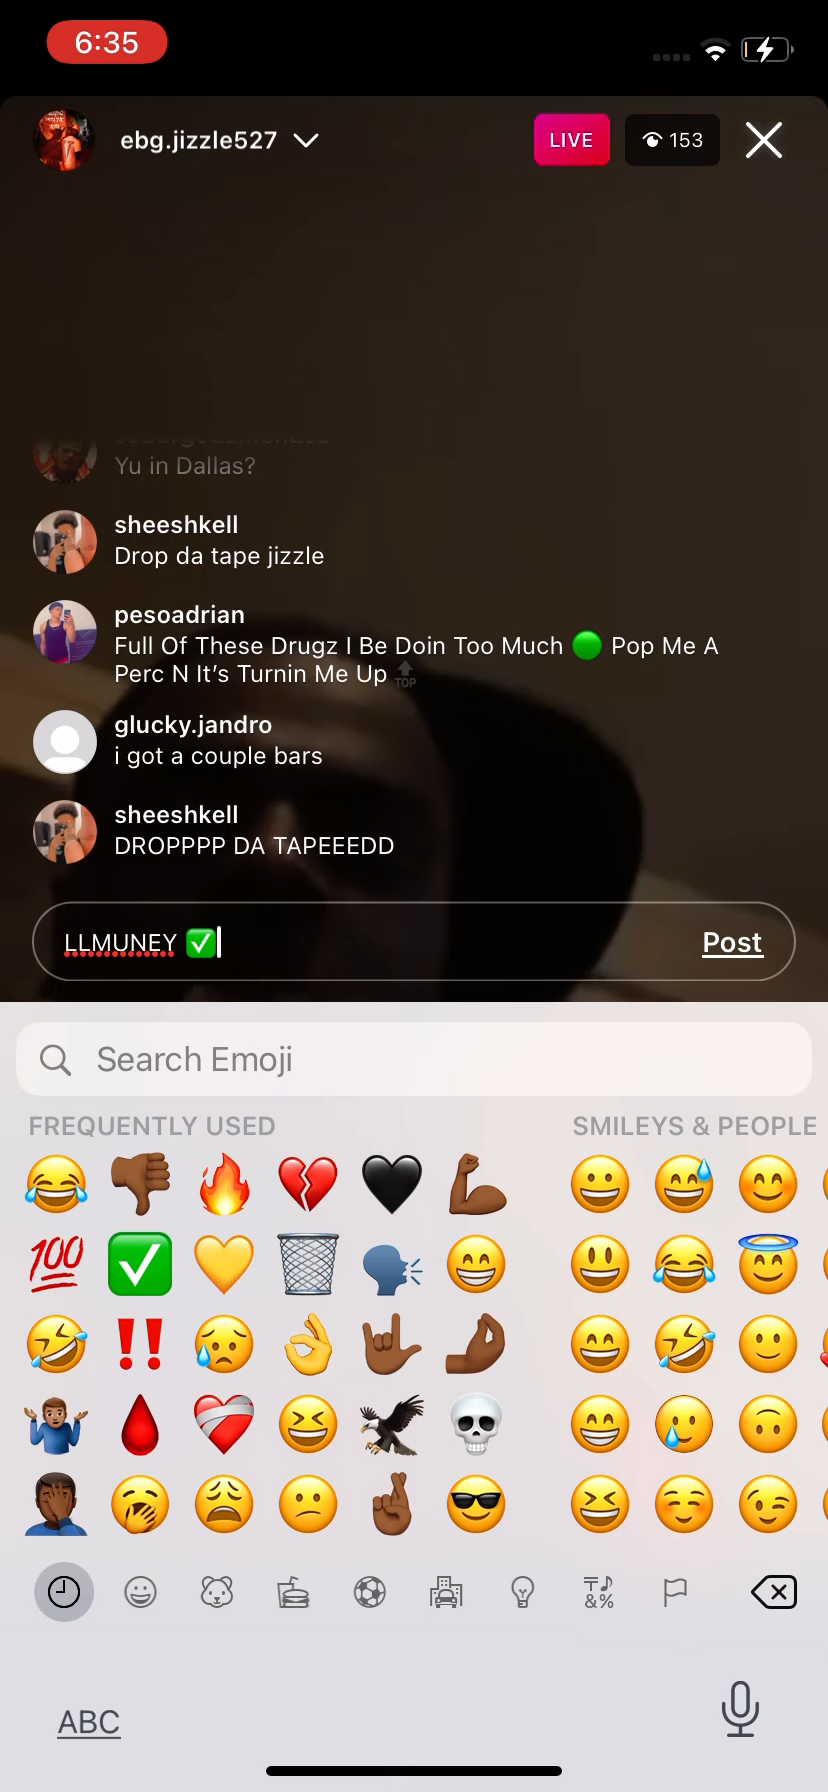 6:35
ebg.jizzle527
LIVE
153
Yu in Dallas?
sheeshkell
Drop da tape jizzle
pesoadrian
Full Of These Drugz I Be Doin Too Much 🟢 Pop Me A
Perc N It’s Turnin Me Up 🔝
glucky.jandro
i got a couple bars
sheeshkell
DROPPPP DA TAPEEEDD
LLMUNEY ✅
Post
Search Emoji
FREQUENTLY USED
SMILEYS & PEOPLE
ABC